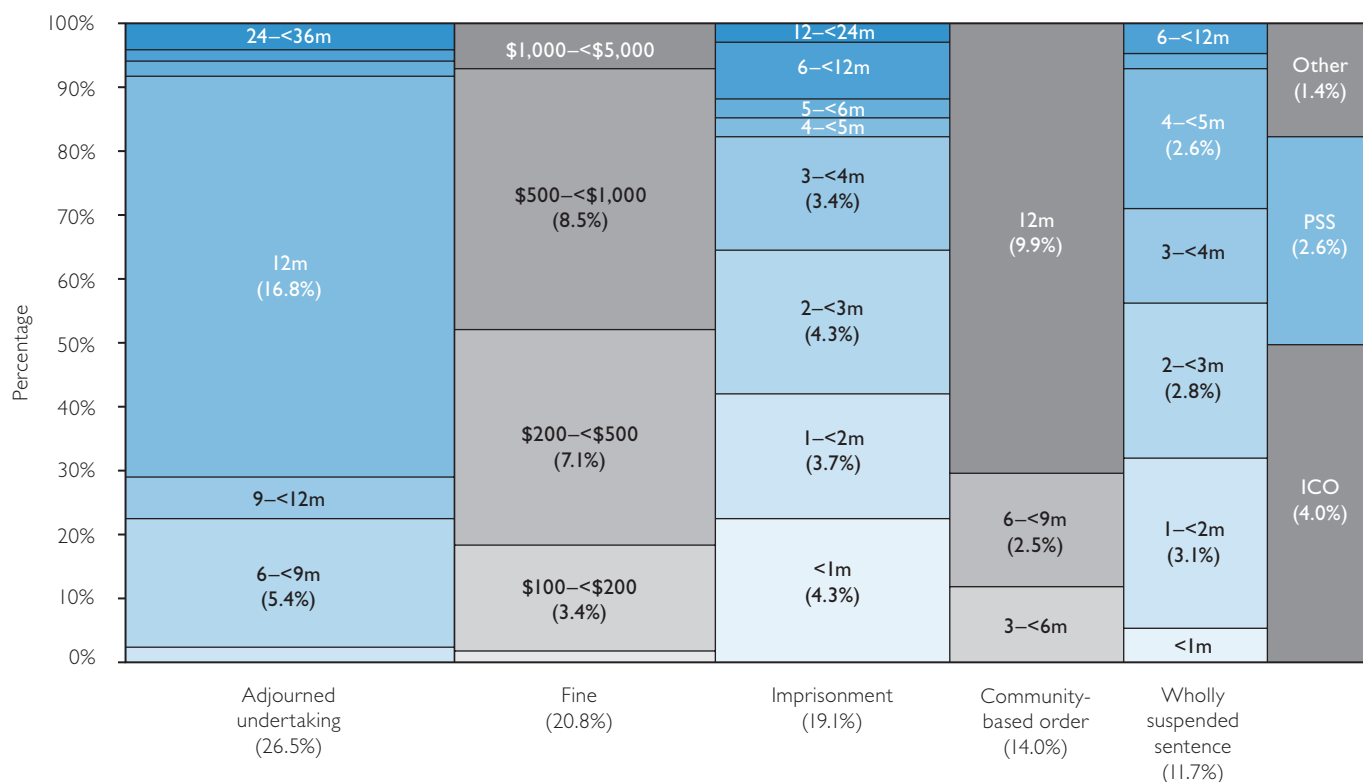 100%
90%
80%
70%
60%
50%
40%
30%
20%
10%
0%
Percentage
24–<36m
12m
(16.8%)
9–<12m
6–<9m
(5.4%)
$1,000–<$5,000
$500–<$1,000
(8.5%)
$200–<$500
(7.1%)
$100–<$200
(3.4%)
12–<24m
6–<12m
5–<6m
4–<5m
3–<4m
(3.4%)
2–<3m
(4.3%)
1–<2m
(3.7%)
<1m
(4.3%)
12m
(9.9%)
6–<9m
(2.5%)
3–<6m
6–<12m
4–<5m
(2.6%)
3–<4m
2–<3m
(2.8%)
1–<2m
(3.1%)
<1m
Other
(1.4%)
PSS
(2.6%)
ICO
(4.0%)
Adjourned
undertaking
(26.5%)
Fine
(20.8%)
Imprisonment
(19.1%)
Community-
based order
(14.0%)
Wholly
suspended
sentence
(11.7%)